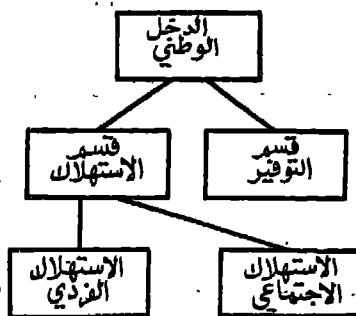 الدخل
الوطني
قسم
الاستهلاك
قسم
التوفير
الاستهلاك
الفردي
الاستهلاك
الاجتماعي